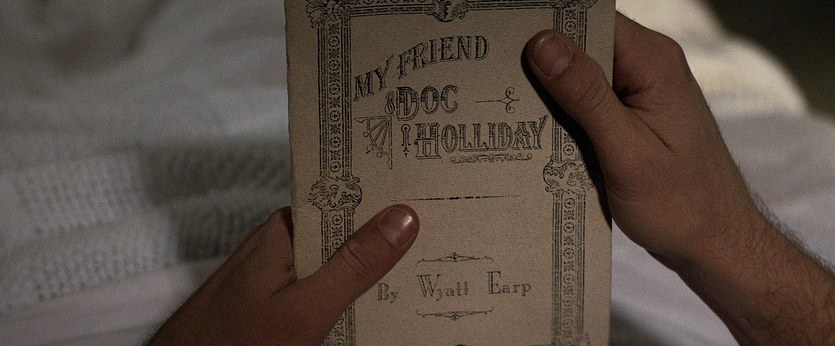 MY FRIEND
DOC
HOLLIDAY
By Wyatt Earp